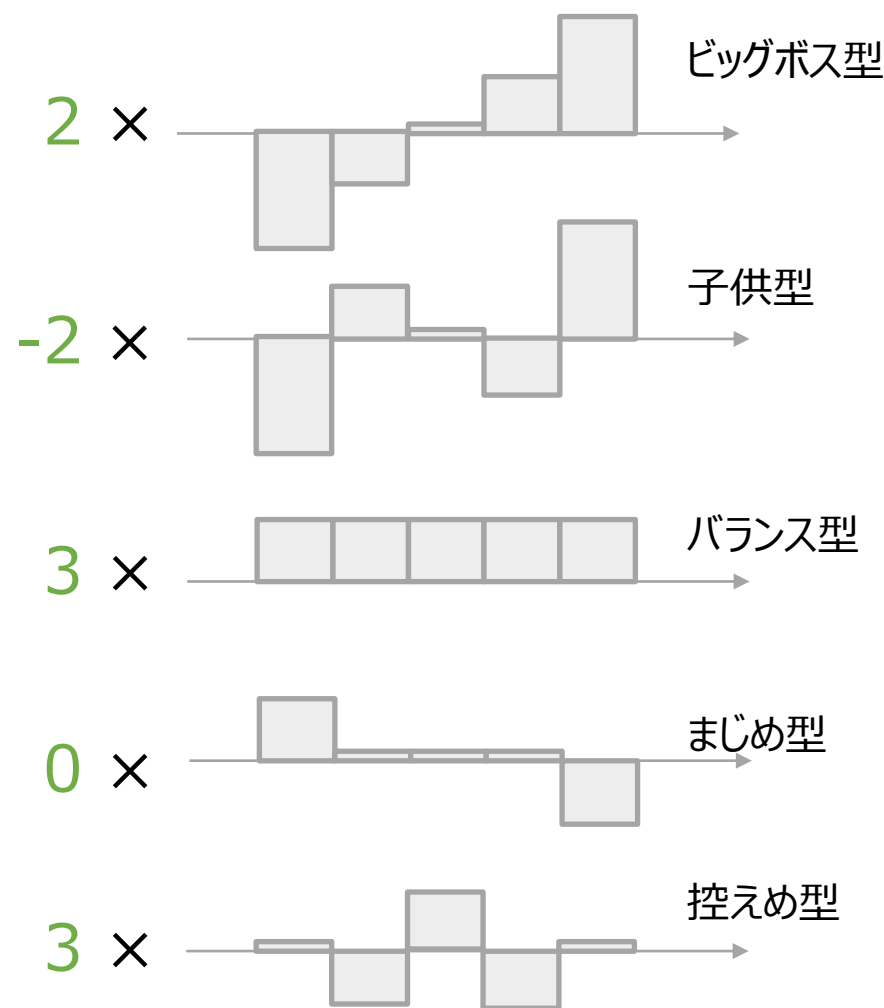 2 × ビッグボス型
-2 × 子供型
3 × バランス型
0 × まじめ型
3 × 控えめ型